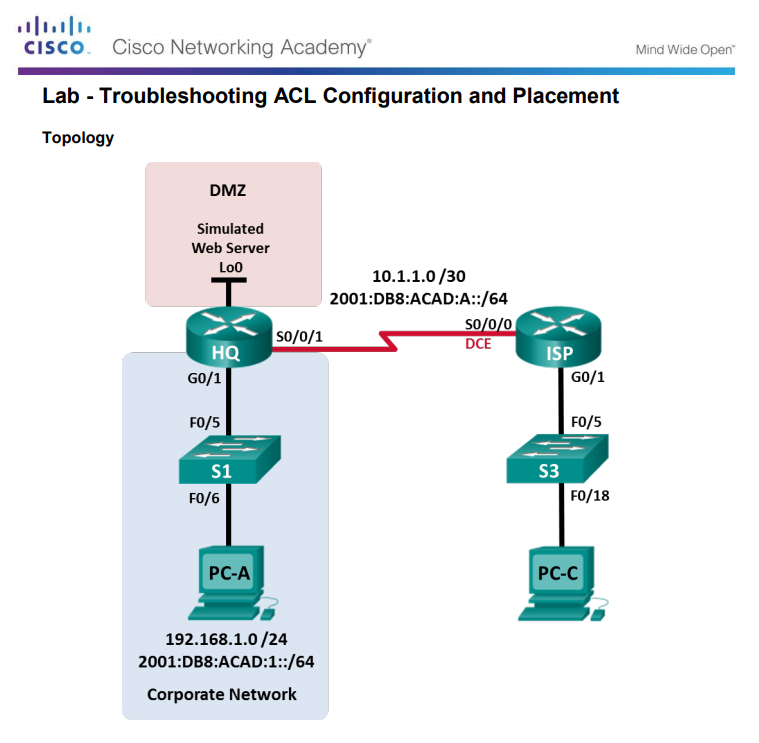 CISCO. Cisco Networking Academy® Mind Wide Open™
Lab - Troubleshooting ACL Configuration and Placement
Topology
DMZ
Simulated
Web Server
Lo0
10.1.1.0 /30
2001:DB8:ACAD:A::/64
S0/0/1
S0/0/0
DCE
HQ
ISP
G0/1
G0/1
F0/5
F0/5
S1
S3
F0/6
F0/18
PC-A
PC-C
192.168.1.0 /24
2001:DB8:ACAD:1::/64
Corporate Network